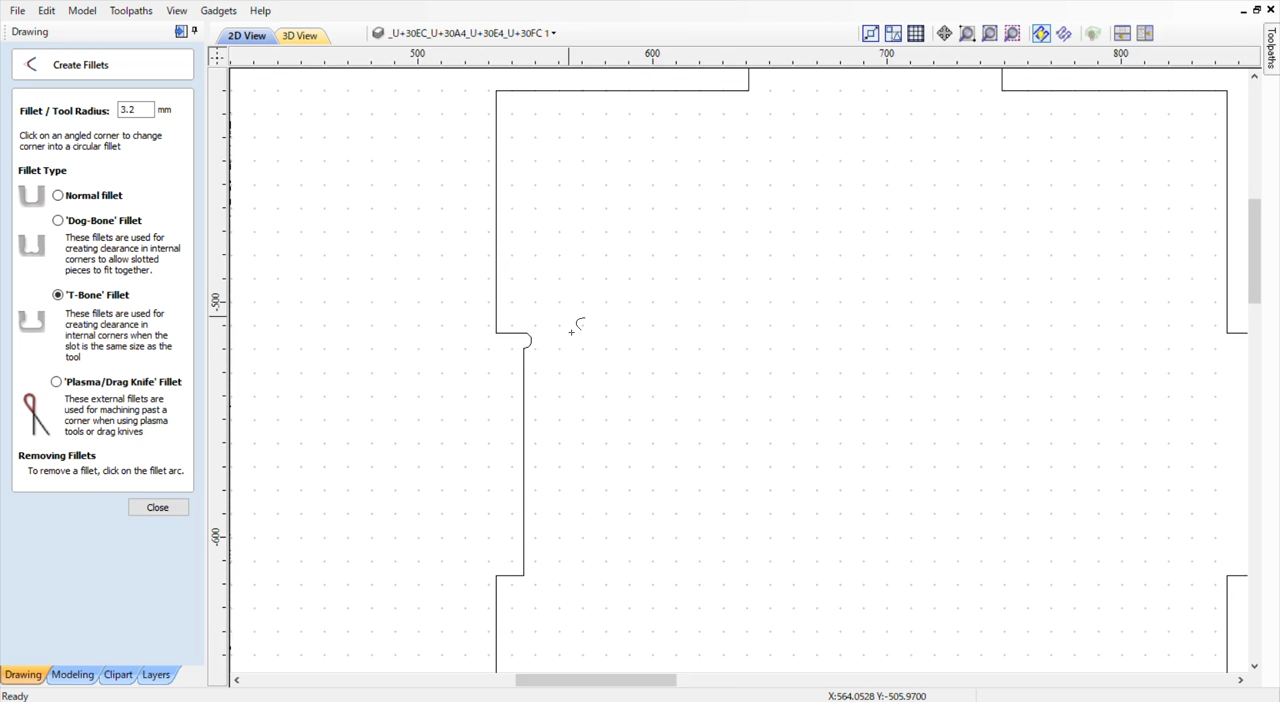 File Edit Model Toolpaths View Gadgets Help
Drawing
2D View 3D View _U+30EC_U+30A4_U+30E4_U+30FC 1
Toolpaths
500 600 700 800
Create Fillets
Fillet / Tool Radius: 3.2 mm
Click on an angled corner to change
corner into a circular fillet
Fillet Type
Normal fillet
'Dog-Bone' Fillet
These fillets are used for
creating clearance in internal
corners to allow slotted
pieces to fit together.
'T-Bone' Fillet
These fillets are used for
creating clearance in
internal corners when the
slot is the same size as the
tool
'Plasma/Drag Knife' Fillet
These external fillets are
used for machining past a
corner when using plasma
tools or drag knives
Removing Fillets
To remove a fillet, click on the fillet arc.
Close
-500
-600
Drawing Modeling Clipart Layers
Ready
X:564.0528 Y:-505.9700